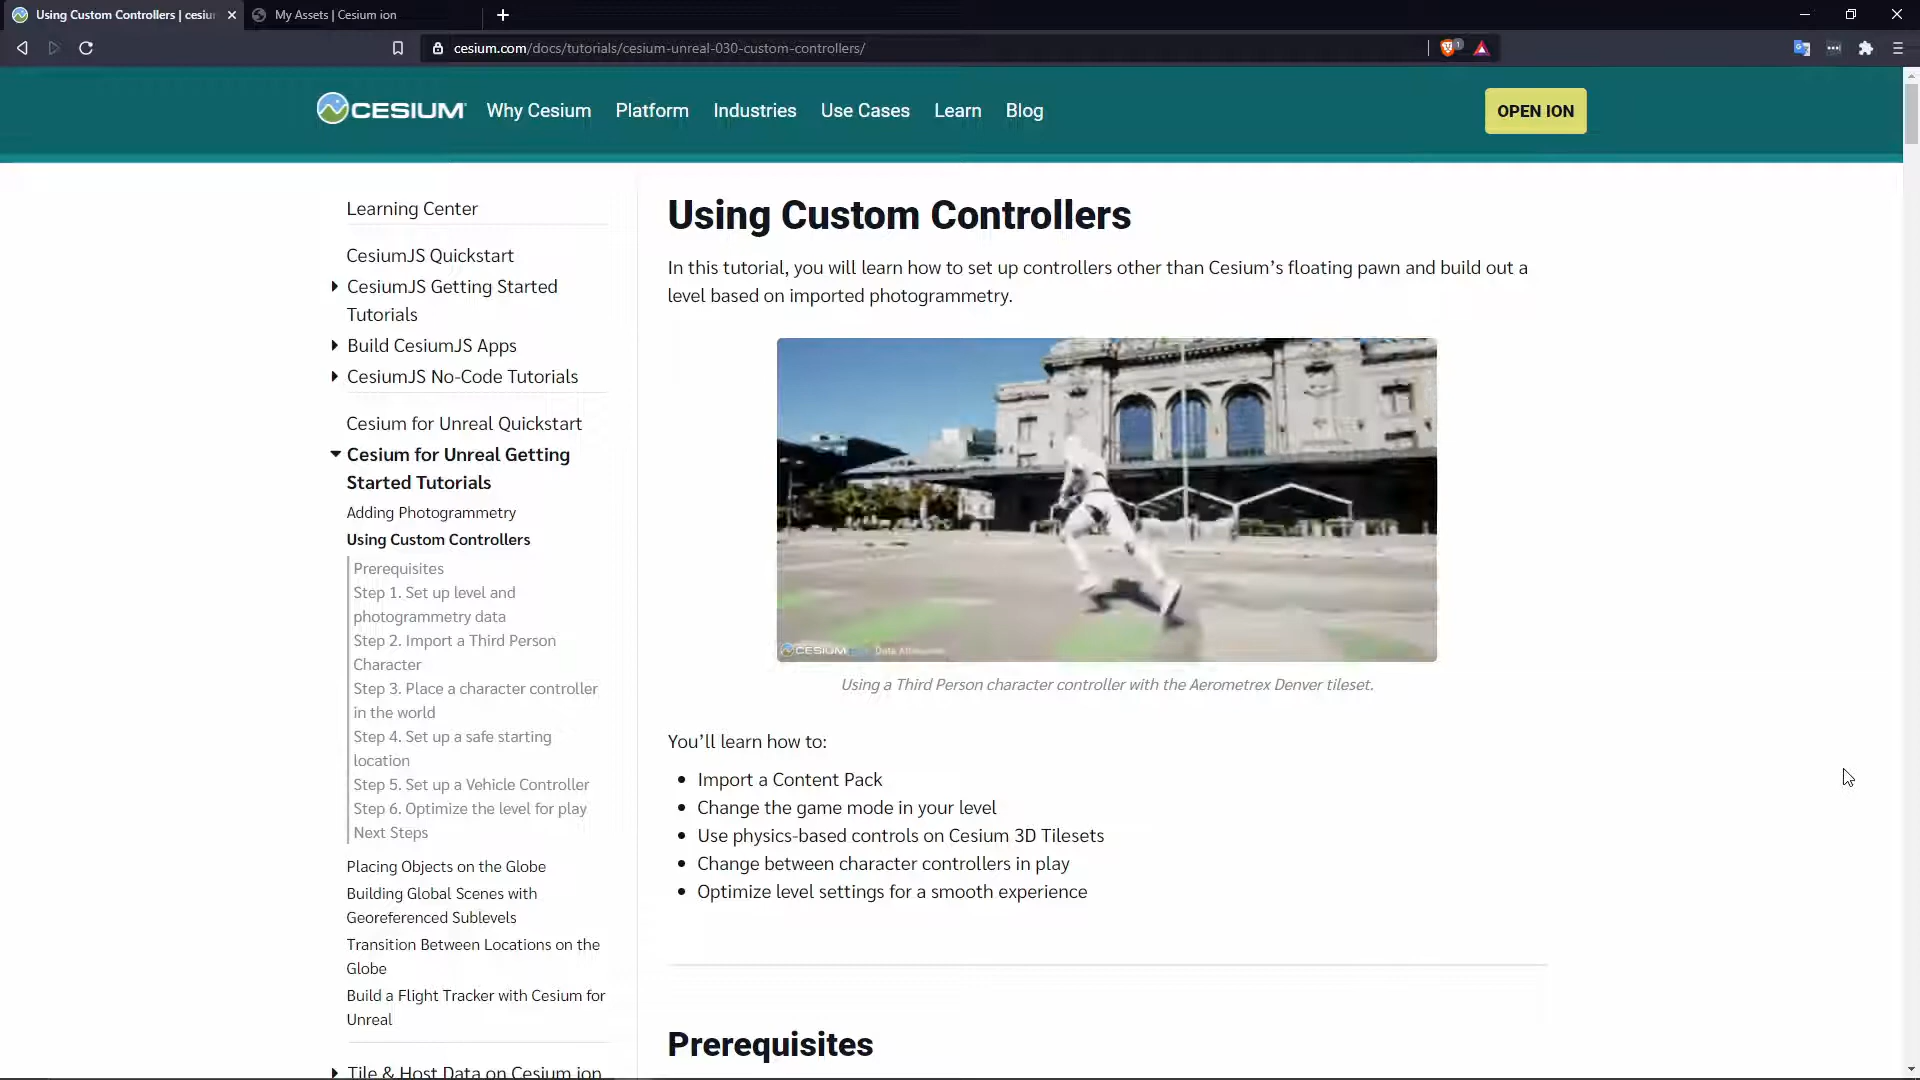 Using Custom Controllers | cesiu
My Assets | Cesium ion
cesium.com/docs/tutorials/cesium-unreal-030-custom-controllers/
1
CESIUM
Why Cesium
Platform
Industries
Use Cases
Learn
Blog
OPEN ION
Learning Center
CesiumJS Quickstart
CesiumJS Getting Started
Tutorials
Build CesiumJS Apps
CesiumJS No-Code Tutorials
Cesium for Unreal Quickstart
Cesium for Unreal Getting
Started Tutorials
Adding Photogrammetry
Using Custom Controllers
Prerequisites
Step 1. Set up level and
photogrammetry data
Step 2. Import a Third Person
Character
Step 3. Place a character controller
in the world
Step 4. Set up a safe starting
location
Step 5. Set up a Vehicle Controller
Step 6. Optimize the level for play
Next Steps
Placing Objects on the Globe
Building Global Scenes with
Georeferenced Sublevels
Transition Between Locations on the
Globe
Build a Flight Tracker with Cesium for
Unreal
Tile & Host Data on Cesium ion
Using Custom Controllers
In this tutorial, you will learn how to set up controllers other than Cesium’s floating pawn and build out a
level based on imported photogrammetry.
CESIUM
Data Attribution
Using a Third Person character controller with the Aerometrex Denver tileset.
You’ll learn how to:
Import a Content Pack
Change the game mode in your level
Use physics-based controls on Cesium 3D Tilesets
Change between character controllers in play
Optimize level settings for a smooth experience
Prerequisites